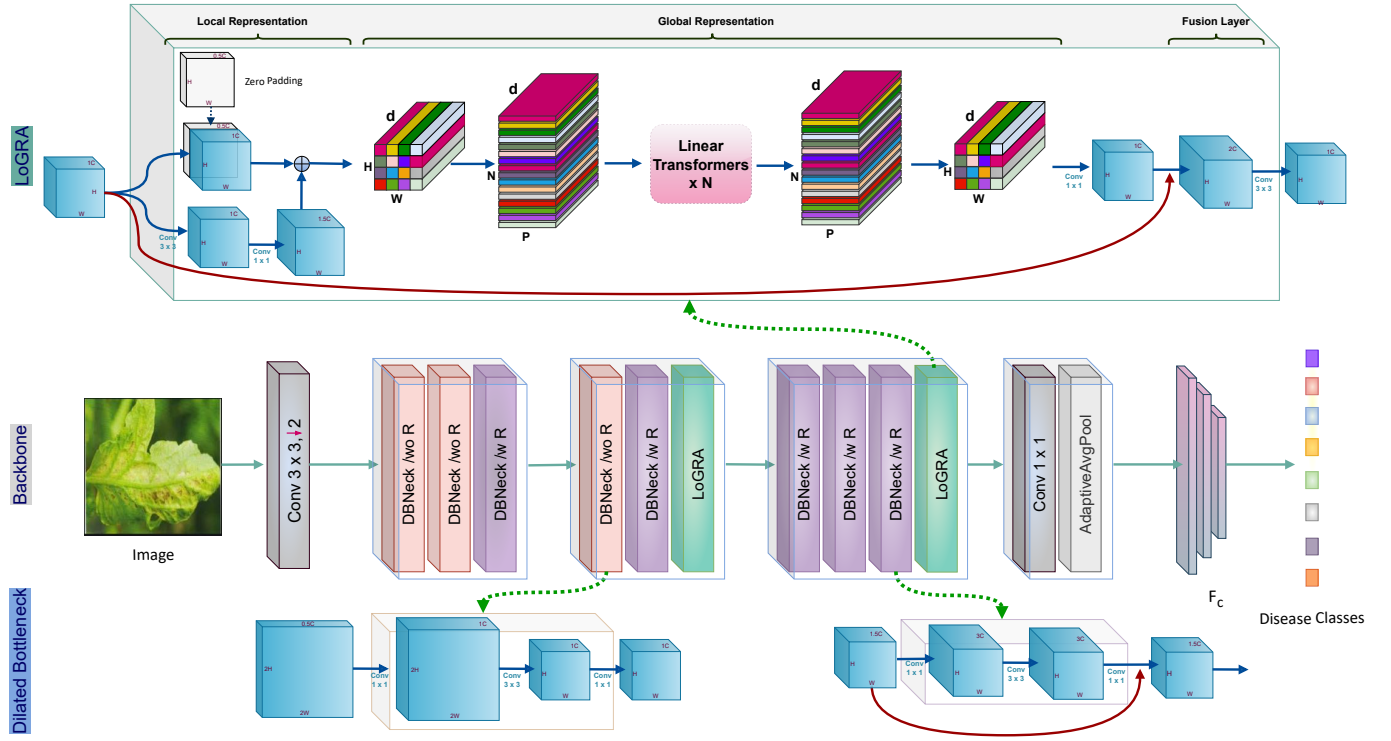 Local Representation
Global Representation
Fusion Layer
0.5C
H
W
Zero Padding
LoGRA
1C
H
W
0.5C
1C
H
W
Conv
3 x 3
1C
H
W
Conv
1 x 1
1.5C
H
W
d
H
W
d
N
P
Linear
Transformers
x N
d
N
P
d
H
W
Conv
1 x 1
1C
H
W
2C
H
W
Conv
3 x 3
1C
H
W
Backbone
Image
Conv 3 x 3,↓2
DBNeck /wo R
DBNeck /wo R
DBNeck /w R
DBNeck /wo R
DBNeck /w R
LoGRA
DBNeck /w R
DBNeck /w R
DBNeck /w R
LoGRA
Conv 1 x 1
AdaptiveAvgPool
Fc
Disease Classes
Dilated Bottleneck
0.5C
2H
2W
Conv
1 x 1
1C
2H
2W
Conv
3 x 3
1C
H
W
Conv
1 x 1
1C
H
W
1.5C
H
W
Conv
1 x 1
3C
H
W
Conv
3 x 3
3C
H
W
Conv
1 x 1
1.5C
H
W